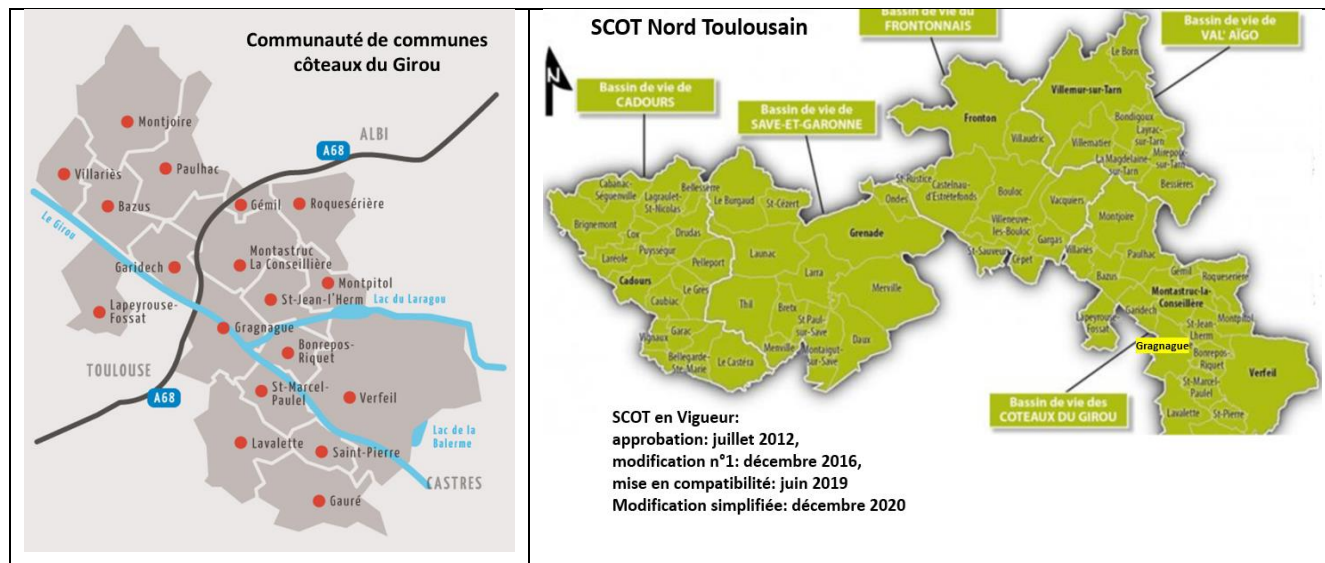 Communauté de communes
côteaux du Girou
ALBI
A68
Montjoire
Paulhac
Villariès
Bazus
Gémil
Roquesérière
Le Girou
Montastruc
La Conseillère
Garidech
Montpitol
St-Jean-l'Herm
Lac du Laragou
Lapeyrouse-
Fossat
Gragnague
Bonrepos-
Riquet
TOULOUSE
St-Marcel-
Paulel
Verfeil
A68
Lac de la
Balerme
Lavalette
Saint-Pierre
CASTRES
Gauré
SCOT Nord Toulousain
N
Bassin de vie du
FRONTONNAIS
Bassin de vie de
VAL' AÏGO
Bassin de vie de
CADOURS
Bassin de vie de
SAVE-ET-GARONNE
Le Born
Villemur-sur-Tarn
Fronton
Bondigoux
Villaudric
Villematier
Layrac-
sur-Tarn
La Magdelaine-
sur-Tarn
Mirepoix-
sur-Tarn
Bessières
Cabanac-
Séguenville
Lagraulet-
St-Nicolas
Bellesserre
Le Burgaud
St-Cézert
St-Rustice
Ondes
Castelnau-
d'Estrétefonds
Bouloc
Vacquiers
Montjoire
Brignemont
Cox
Drudas
Puysségur
Launac
Grenade
Villeneuve-
les-Bouloc
Gargas
Villariès
Paulhac
St-Sauveur
Cépet
Laréole
Pelleport
Larra
Bazus
Gémil
Roqueserière
Cadours
Le Grès
Merville
Montastruc-la-
Conseillère
Caubiac
Thil
Bretx
Lapeyrouse-
Fossat
Garidech
St-Jean-
Lherm
Montpitol
Vignaux
Garac
St Paul-
sur-Save
Daux
Gragnague
Bonrepos-
Riquet
Verfeil
Bellegarde-
Ste-Marie
Le Castéra
Menville
Montaigut-
sur-Save
St-Marcel-
Paulel
Bassin de vie des
COTEAUX DU GIROU
Lavalette
St-Pierre
SCOT en Vigueur:
approbation: juillet 2012,
modification n°1: décembre 2016,
mise en compatibilité: juin 2019
Modification simplifiée: décembre 2020